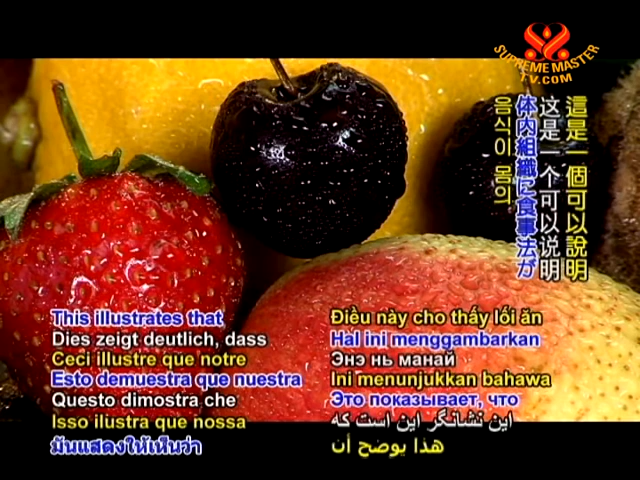 SUPREME MASTER
TV.COM
這是一個可以說明
这是一个可以说明
体内組織に食事法が
음식이 몸의
This illustrates that
Dies zeigt deutlich, dass
Ceci illustre que notre
Esto demuestra que nuestra
Questo dimostra che
Isso ilustra que nossa
มันแสดงให้เห็นว่า
Điều này cho thấy lối ăn
Hal ini menggambarkan
Энэ нь манай
Ini menunjukkan bahawa
Это показывает, что
این نشانگر این است که
هذا يوضح أن